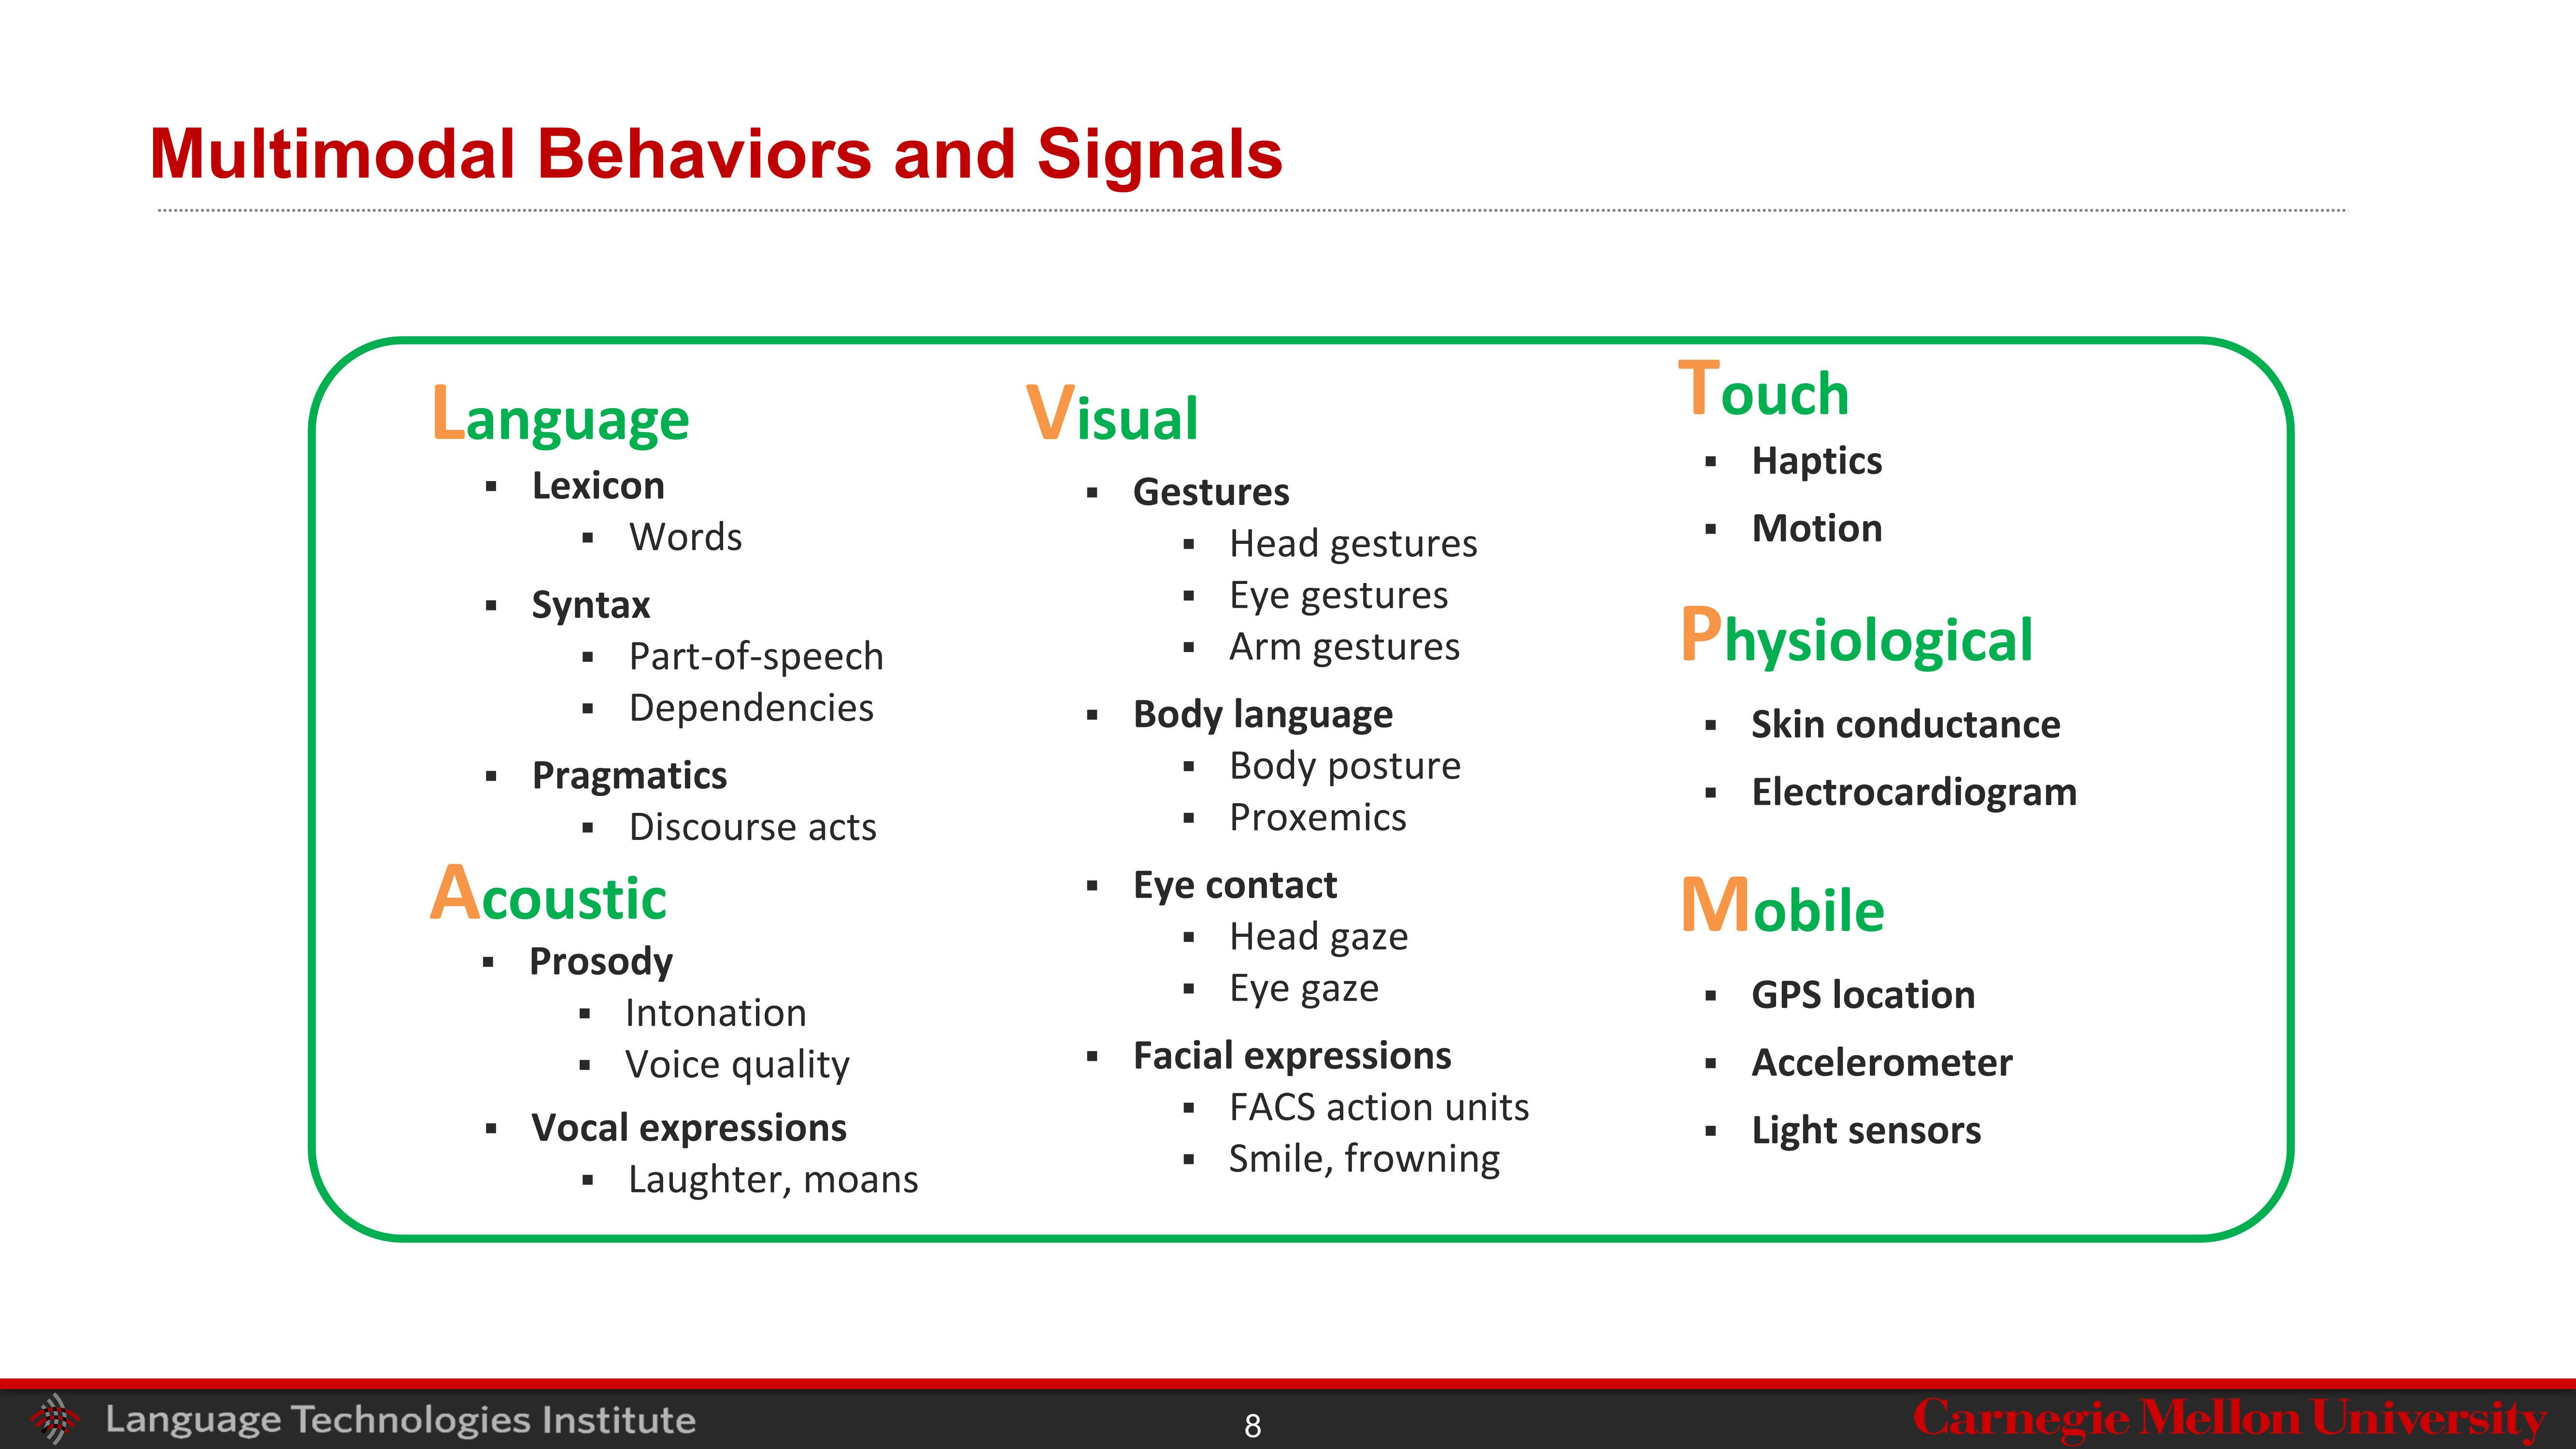 Multimodal Behaviors and Signals
Language
▪ Lexicon
▪ Words
▪ Syntax
▪ Part-of-speech
▪ Dependencies
▪ Pragmatics
▪ Discourse acts
Acoustic
▪ Prosody
▪ Intonation
▪ Voice quality
▪ Vocal expressions
▪ Laughter, moans
Visual
▪ Gestures
▪ Head gestures
▪ Eye gestures
▪ Arm gestures
▪ Body language
▪ Body posture
▪ Proxemics
▪ Eye contact
▪ Head gaze
▪ Eye gaze
▪ Facial expressions
▪ FACS action units
▪ Smile, frowning
Touch
▪ Haptics
▪ Motion
Physiological
▪ Skin conductance
▪ Electrocardiogram
Mobile
▪ GPS location
▪ Accelerometer
▪ Light sensors
Language Technologies Institute
8
Carnegie Mellon University